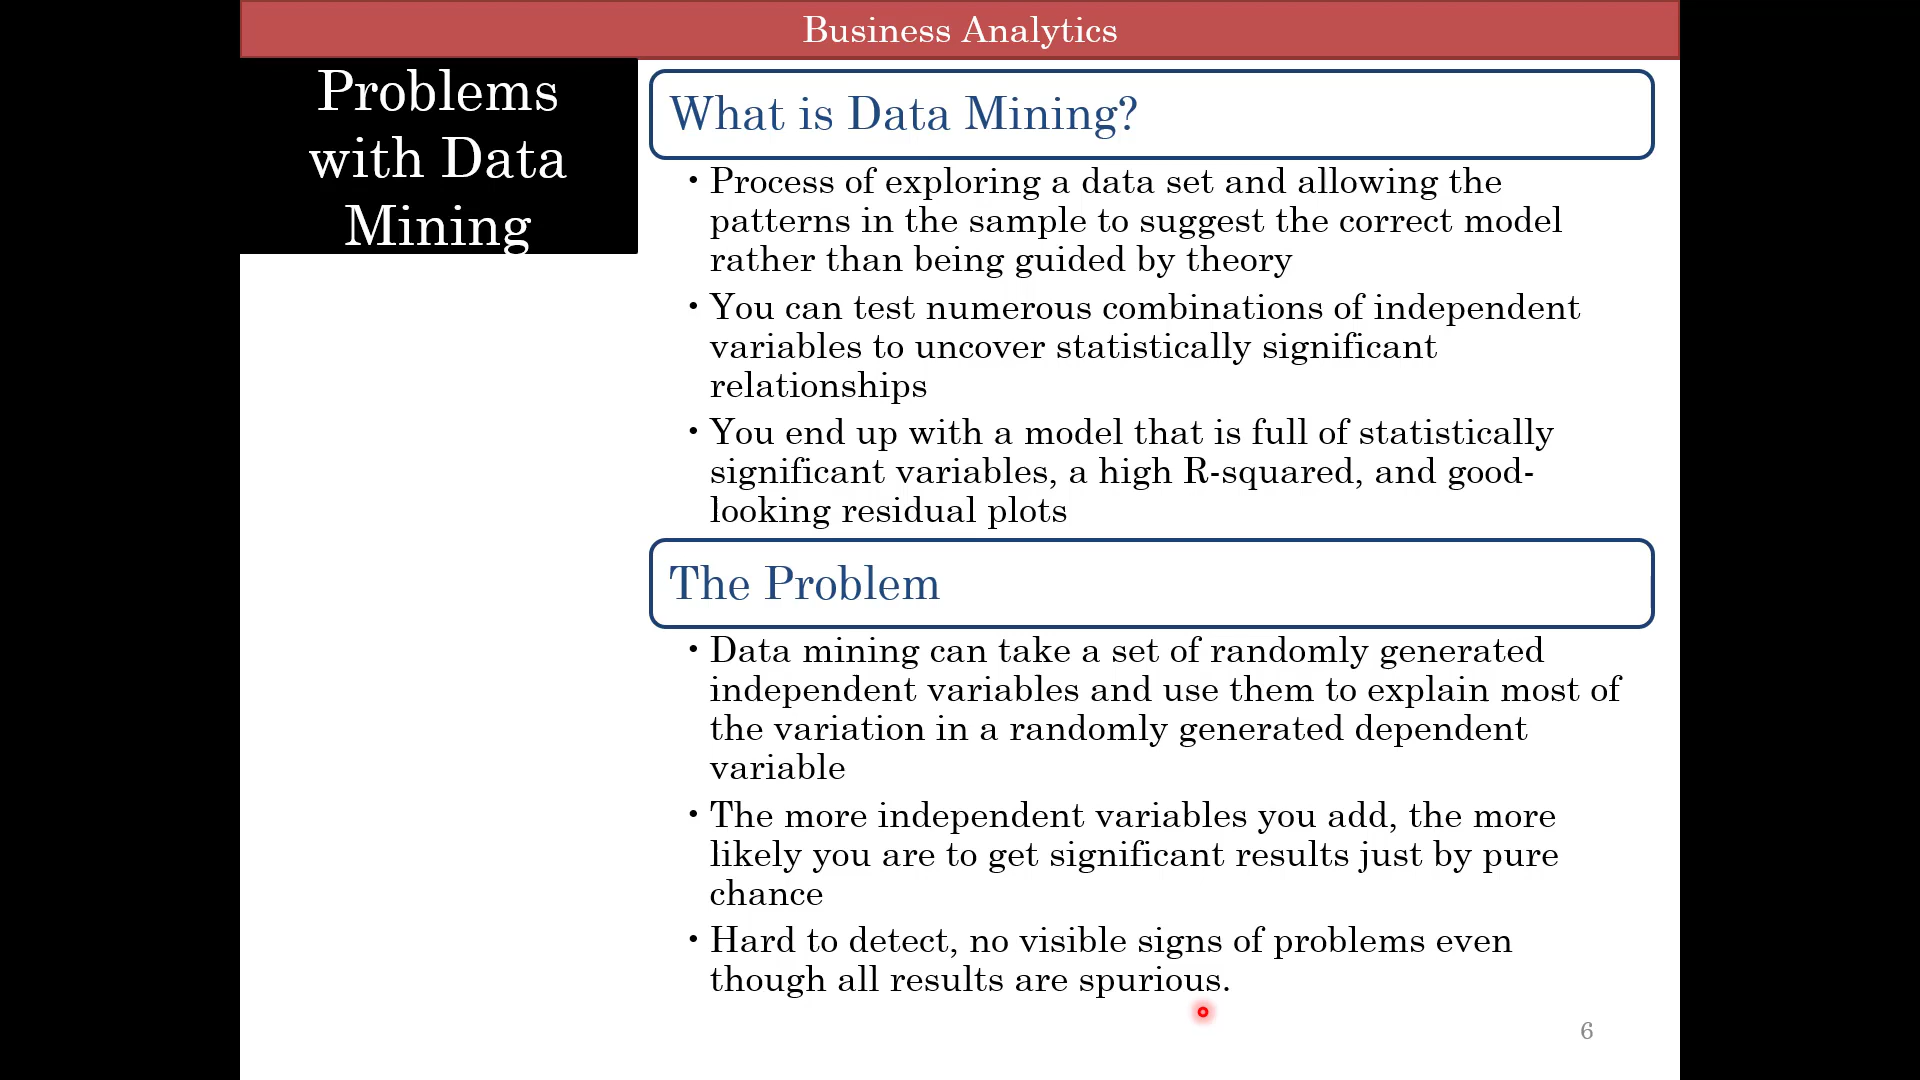 Business Analytics
Problems
with Data
Mining
What is Data Mining?
• Process of exploring a data set and allowing the
patterns in the sample to suggest the correct model
rather than being guided by theory
• You can test numerous combinations of independent
variables to uncover statistically significant
relationships
• You end up with a model that is full of statistically
significant variables, a high R-squared, and good-
looking residual plots
The Problem
• Data mining can take a set of randomly generated
independent variables and use them to explain most of
the variation in a randomly generated dependent
variable
• The more independent variables you add, the more
likely you are to get significant results just by pure
chance
• Hard to detect, no visible signs of problems even
though all results are spurious.
6